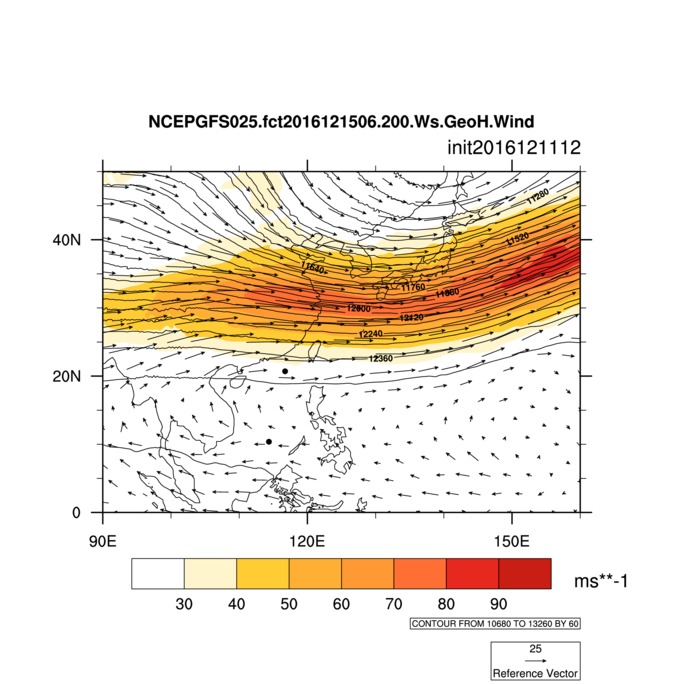 NCEPGFS025.fct2016121506.200.Ws.GeoH.Wind
init2016121112
11280
40N
11520
11640
11760
11880
12000
12120
12240
12360
20N
0
90E 120E 150E
30 40 50 60 70 80 90
ms**-1
CONTOUR FROM 10680 TO 13260 BY 60
25
Reference Vector